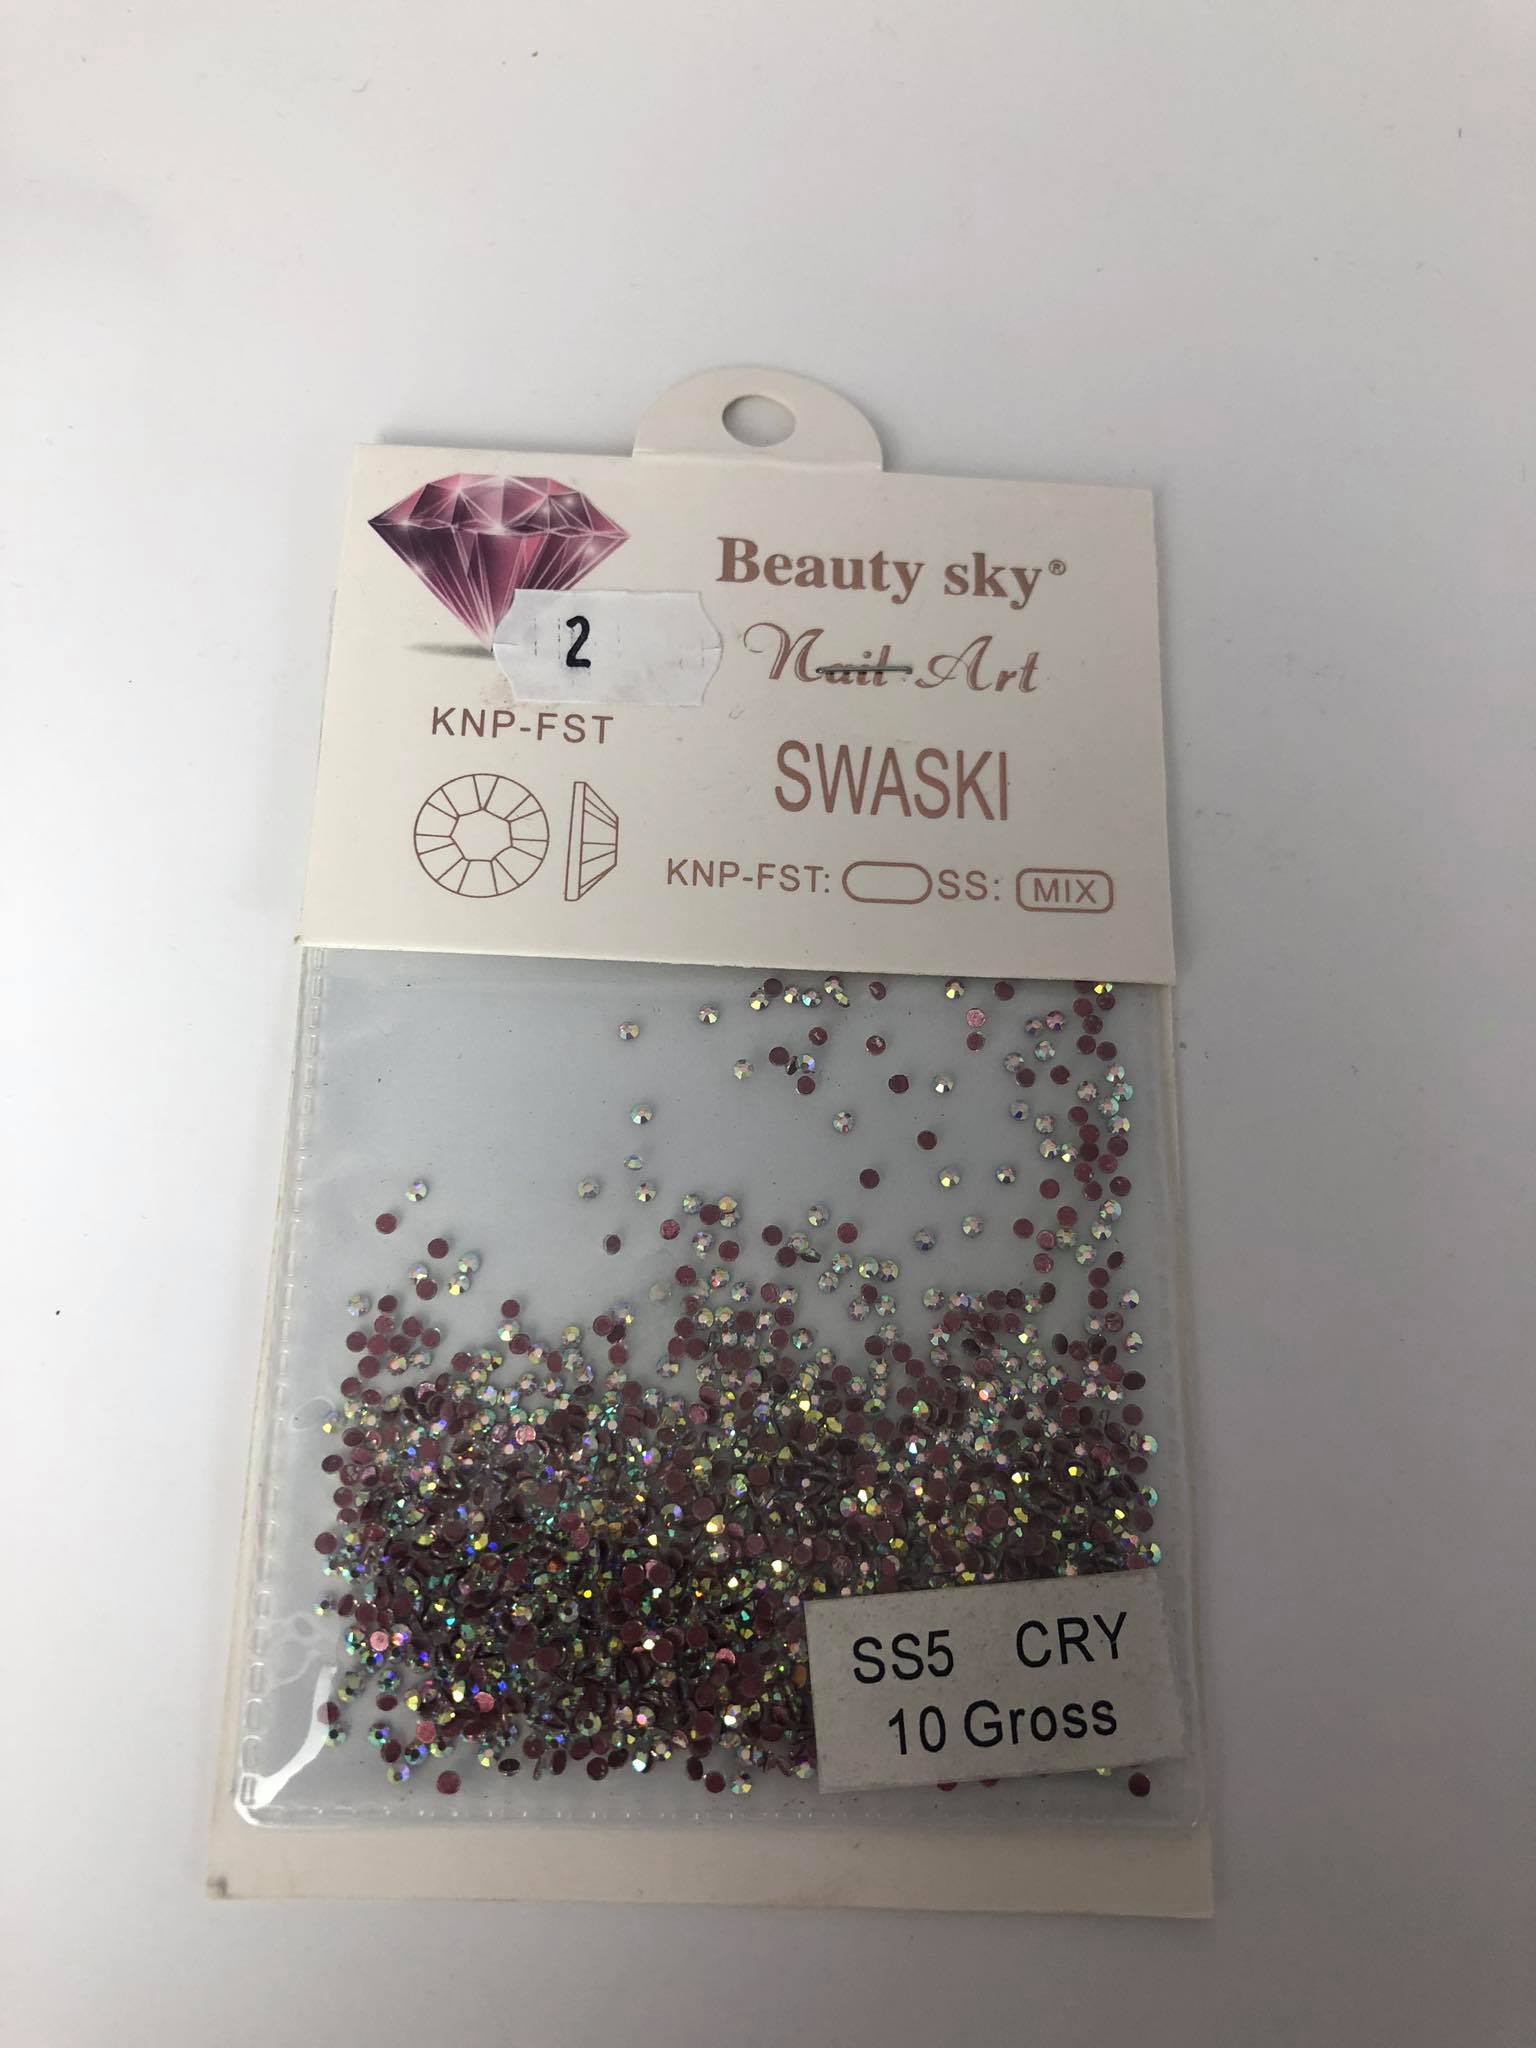 Beauty sky®
Nail Art
2
KNP-FST
SWASKI
KNP-FST: SS: MIX
SS5 CRY
10 Gross